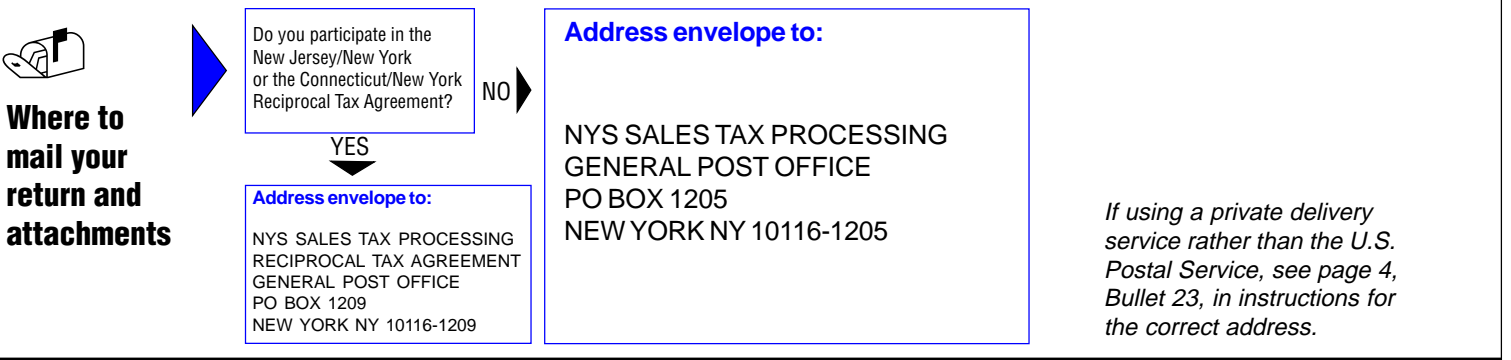 Where to
mail your
return and
attachments
Do you participate in the
New Jersey/New York
or the Connecticut/New York
Reciprocal Tax Agreement?
NO
YES
Address envelope to:
NYS SALES TAX PROCESSING
RECIPROCAL TAX AGREEMENT
GENERAL POST OFFICE
PO BOX 1209
NEW YORK NY 10116-1209
Address envelope to:
NYS SALES TAX PROCESSING
GENERAL POST OFFICE
PO BOX 1205
NEW YORK NY 10116-1205
If using a private delivery
service rather than the U.S.
Postal Service, see page 4,
Bullet 23, in instructions for
the correct address.